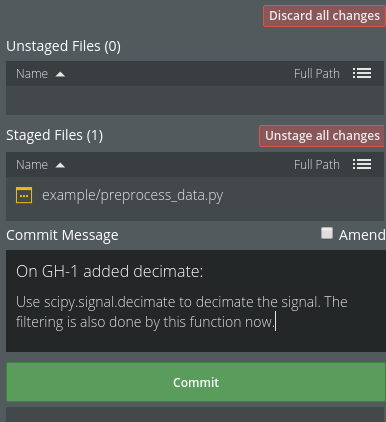 Discard all changes
Unstaged Files (0)
Name Full Path
Staged Files (1)
Unstage all changes
Name Full Path
example/preprocess_data.py
Commit Message
Amend
On GH-1 added decimate:
Use scipy.signal.decimate to decimate the signal. The
filtering is also done by this function now.
Commit